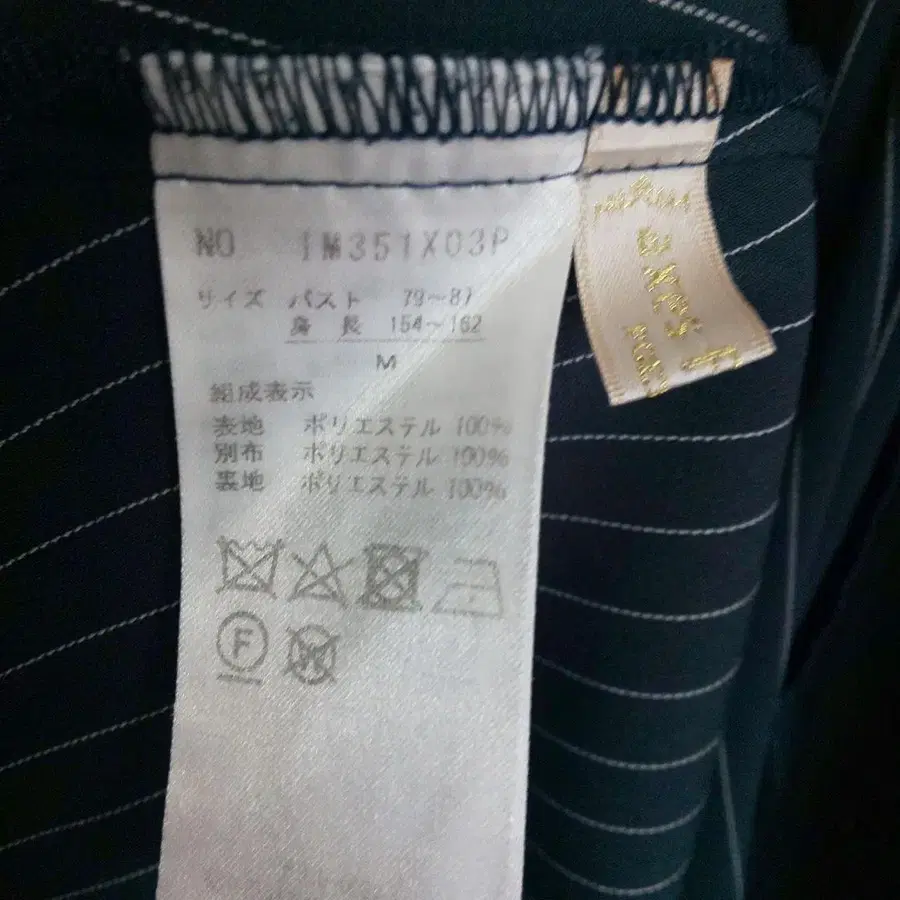 NO IM351X03P
サイズ バスト 79~87
身長 154~162
M
組成表示
表地 ポリエステル 100%
別布 ポリエステル 100%
裏地 ポリエステル 100%
F
W